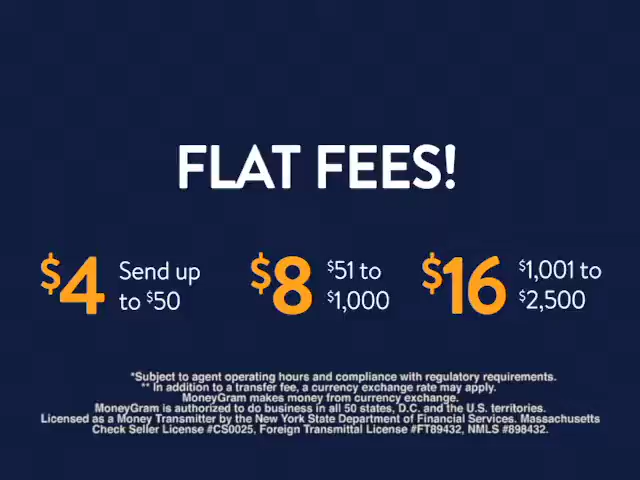 FLAT FEES!
$4 Send up to $50
$8 $51 to $1,000
$16 $1,001 to $2,500
*Subject to agent operating hours and compliance with regulatory requirements.
** In addition to a transfer fee, a currency exchange rate may apply.
MoneyGram makes money from currency exchange.
MoneyGram is authorized to do business in all 50 states, D.C. and the U.S. territories.
Licensed as a Money Transmitter by the New York State Department of Financial Services. Massachusetts
Check Seller License #CS0025, Foreign Transmittal License #FT89432, NMLS #898432.